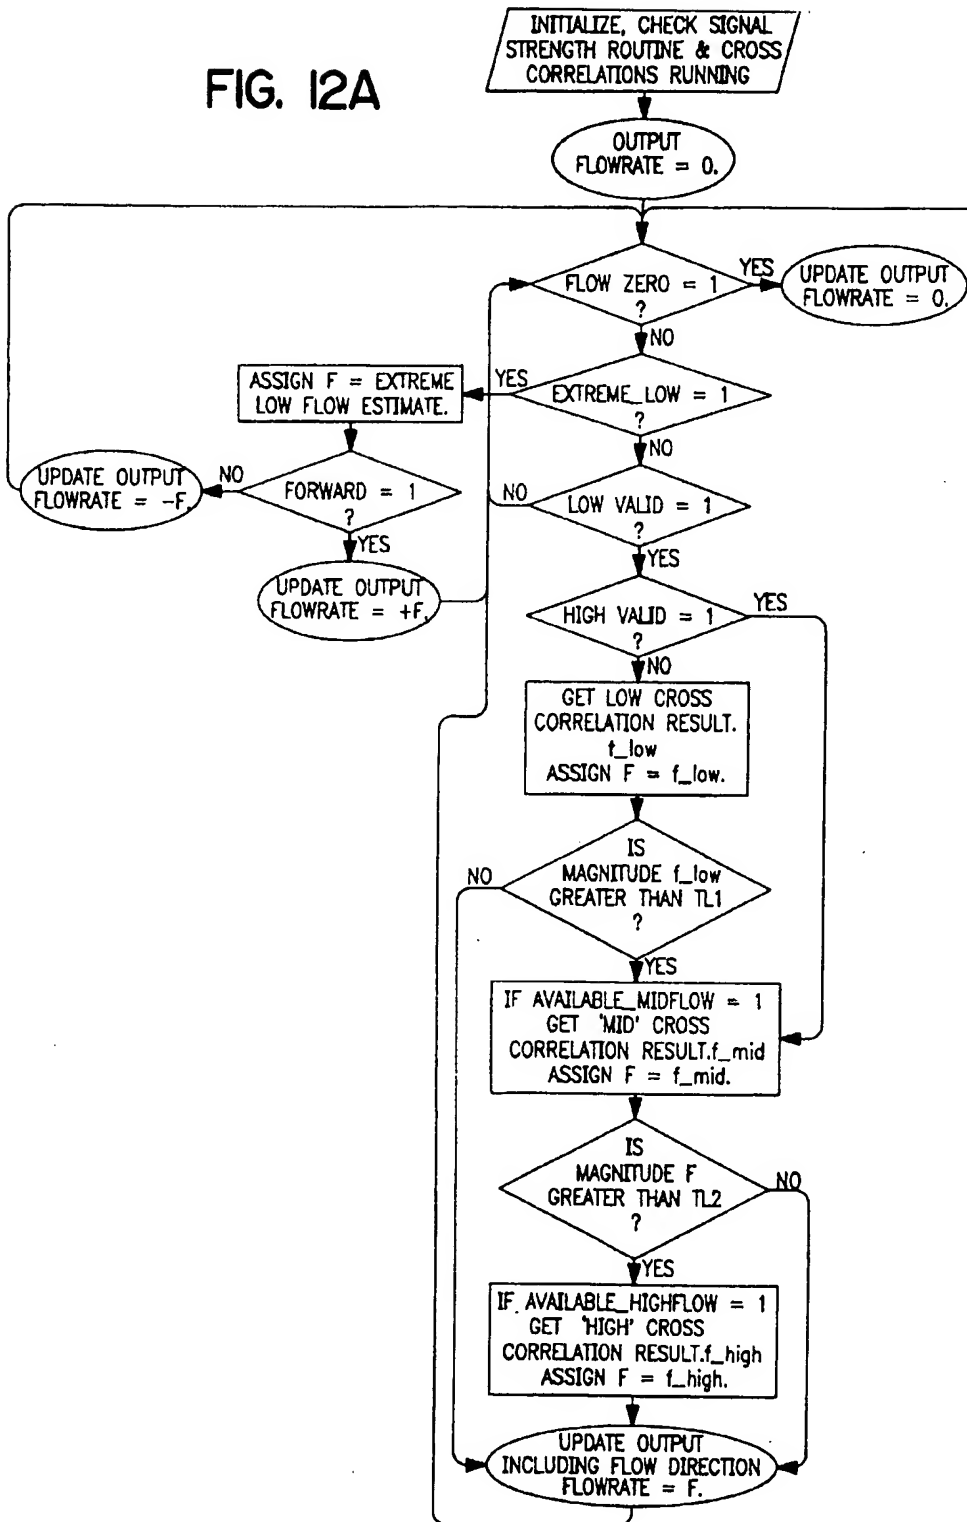 FIG. 12A
INITIALIZE, CHECK SIGNAL
STRENGTH ROUTINE & CROSS
CORRELATIONS RUNNING
OUTPUT
FLOWRATE = 0.
FLOW ZERO = 1
?
YES
UPDATE OUTPUT
FLOWRATE = 0.
NO
EXTREME_LOW = 1
?
YES
ASSIGN F = EXTREME
LOW FLOW ESTIMATE.
FORWARD = 1
?
NO
UPDATE OUTPUT
FLOWRATE = -F.
YES
UPDATE OUTPUT
FLOWRATE = +F.
NO
LOW VALID = 1
?
NO
YES
HIGH VALID = 1
?
YES
NO
GET LOW CROSS
CORRELATION RESULT.
f_low
ASSIGN F = f_low.
IS
MAGNITUDE f_low
GREATER THAN TL1
?
NO
YES
IF AVAILABLE_MIDFLOW = 1
GET 'MID' CROSS
CORRELATION RESULT.f_mid
ASSIGN F = f_mid.
IS
MAGNITUDE F
GREATER THAN TL2
?
NO
YES
IF AVAILABLE_HIGHFLOW = 1
GET 'HIGH' CROSS
CORRELATION RESULT.f_high
ASSIGN F = f_high.
UPDATE OUTPUT
INCLUDING FLOW DIRECTION
FLOWRATE = F.